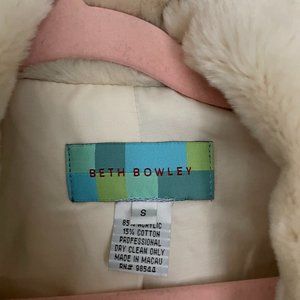 BETH BOWLEY
S
85% ACRYLIC
15% COTTON
PROFESSIONAL
DRY CLEAN ONLY
MADE IN MACAU
RN# 98544